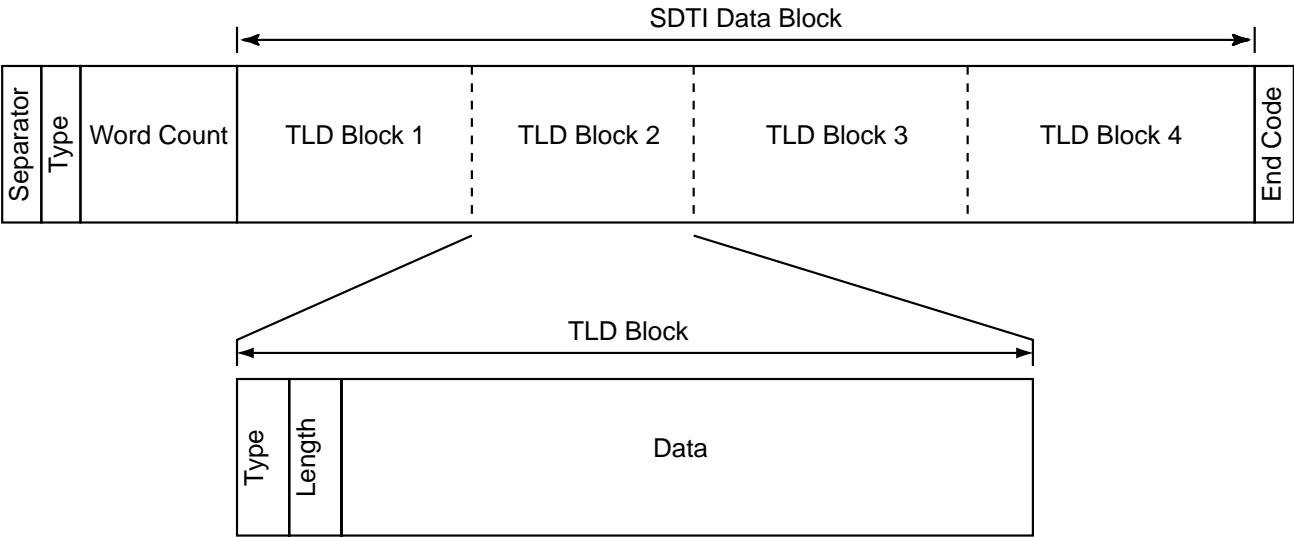 SDTI Data Block
Separator
Type
Word Count
TLD Block 1
TLD Block 2
TLD Block 3
TLD Block 4
End Code
TLD Block
Type
Length
Data